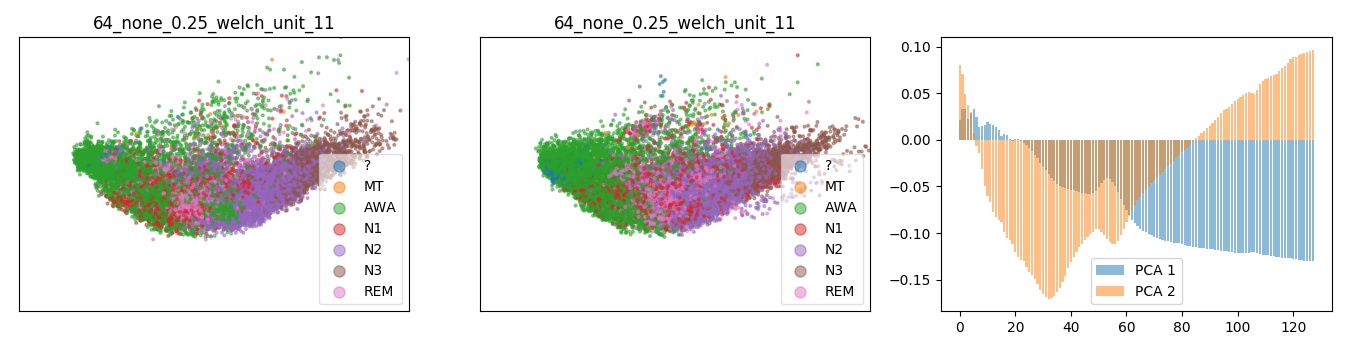 64_none_0.25_welch_unit_11
?
MT
AWA
N1
N2
N3
REM
64_none_0.25_welch_unit_11
?
MT
AWA
N1
N2
N3
REM
0.10
0.05
0.00
−0.05
−0.10
−0.15
PCA 1
PCA 2
0 20 40 60 80 100 120